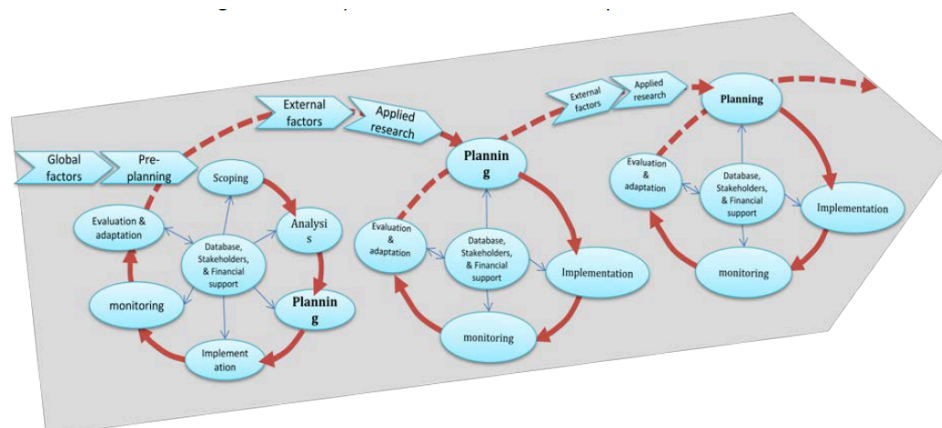 Global
factors
Pre-
planning
External
factors
Applied
research
Scoping
Analysi
s
Plannin
g
Implement
ation
monitoring
Evaluation &
adaptation
Database,
Stakeholders,
& Financial
support
Plannin
g
Implementation
monitoring
Evaluation
&
adaptation
Database,
Stakeholders,
& Financial
support
External
factors
Applied
research
Planning
Implementation
monitoring
Evaluation
&
adaptation
Database,
Stakeholders,
& Financial
support